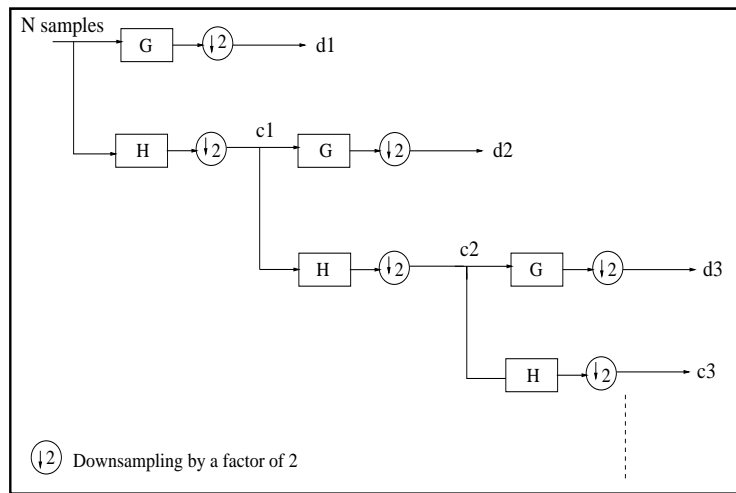 N samples
G ↓2 d1
H ↓2 c1 G ↓2 d2
H ↓2 c2 G ↓2 d3
H ↓2 c3
↓2 Downsampling by a factor of 2